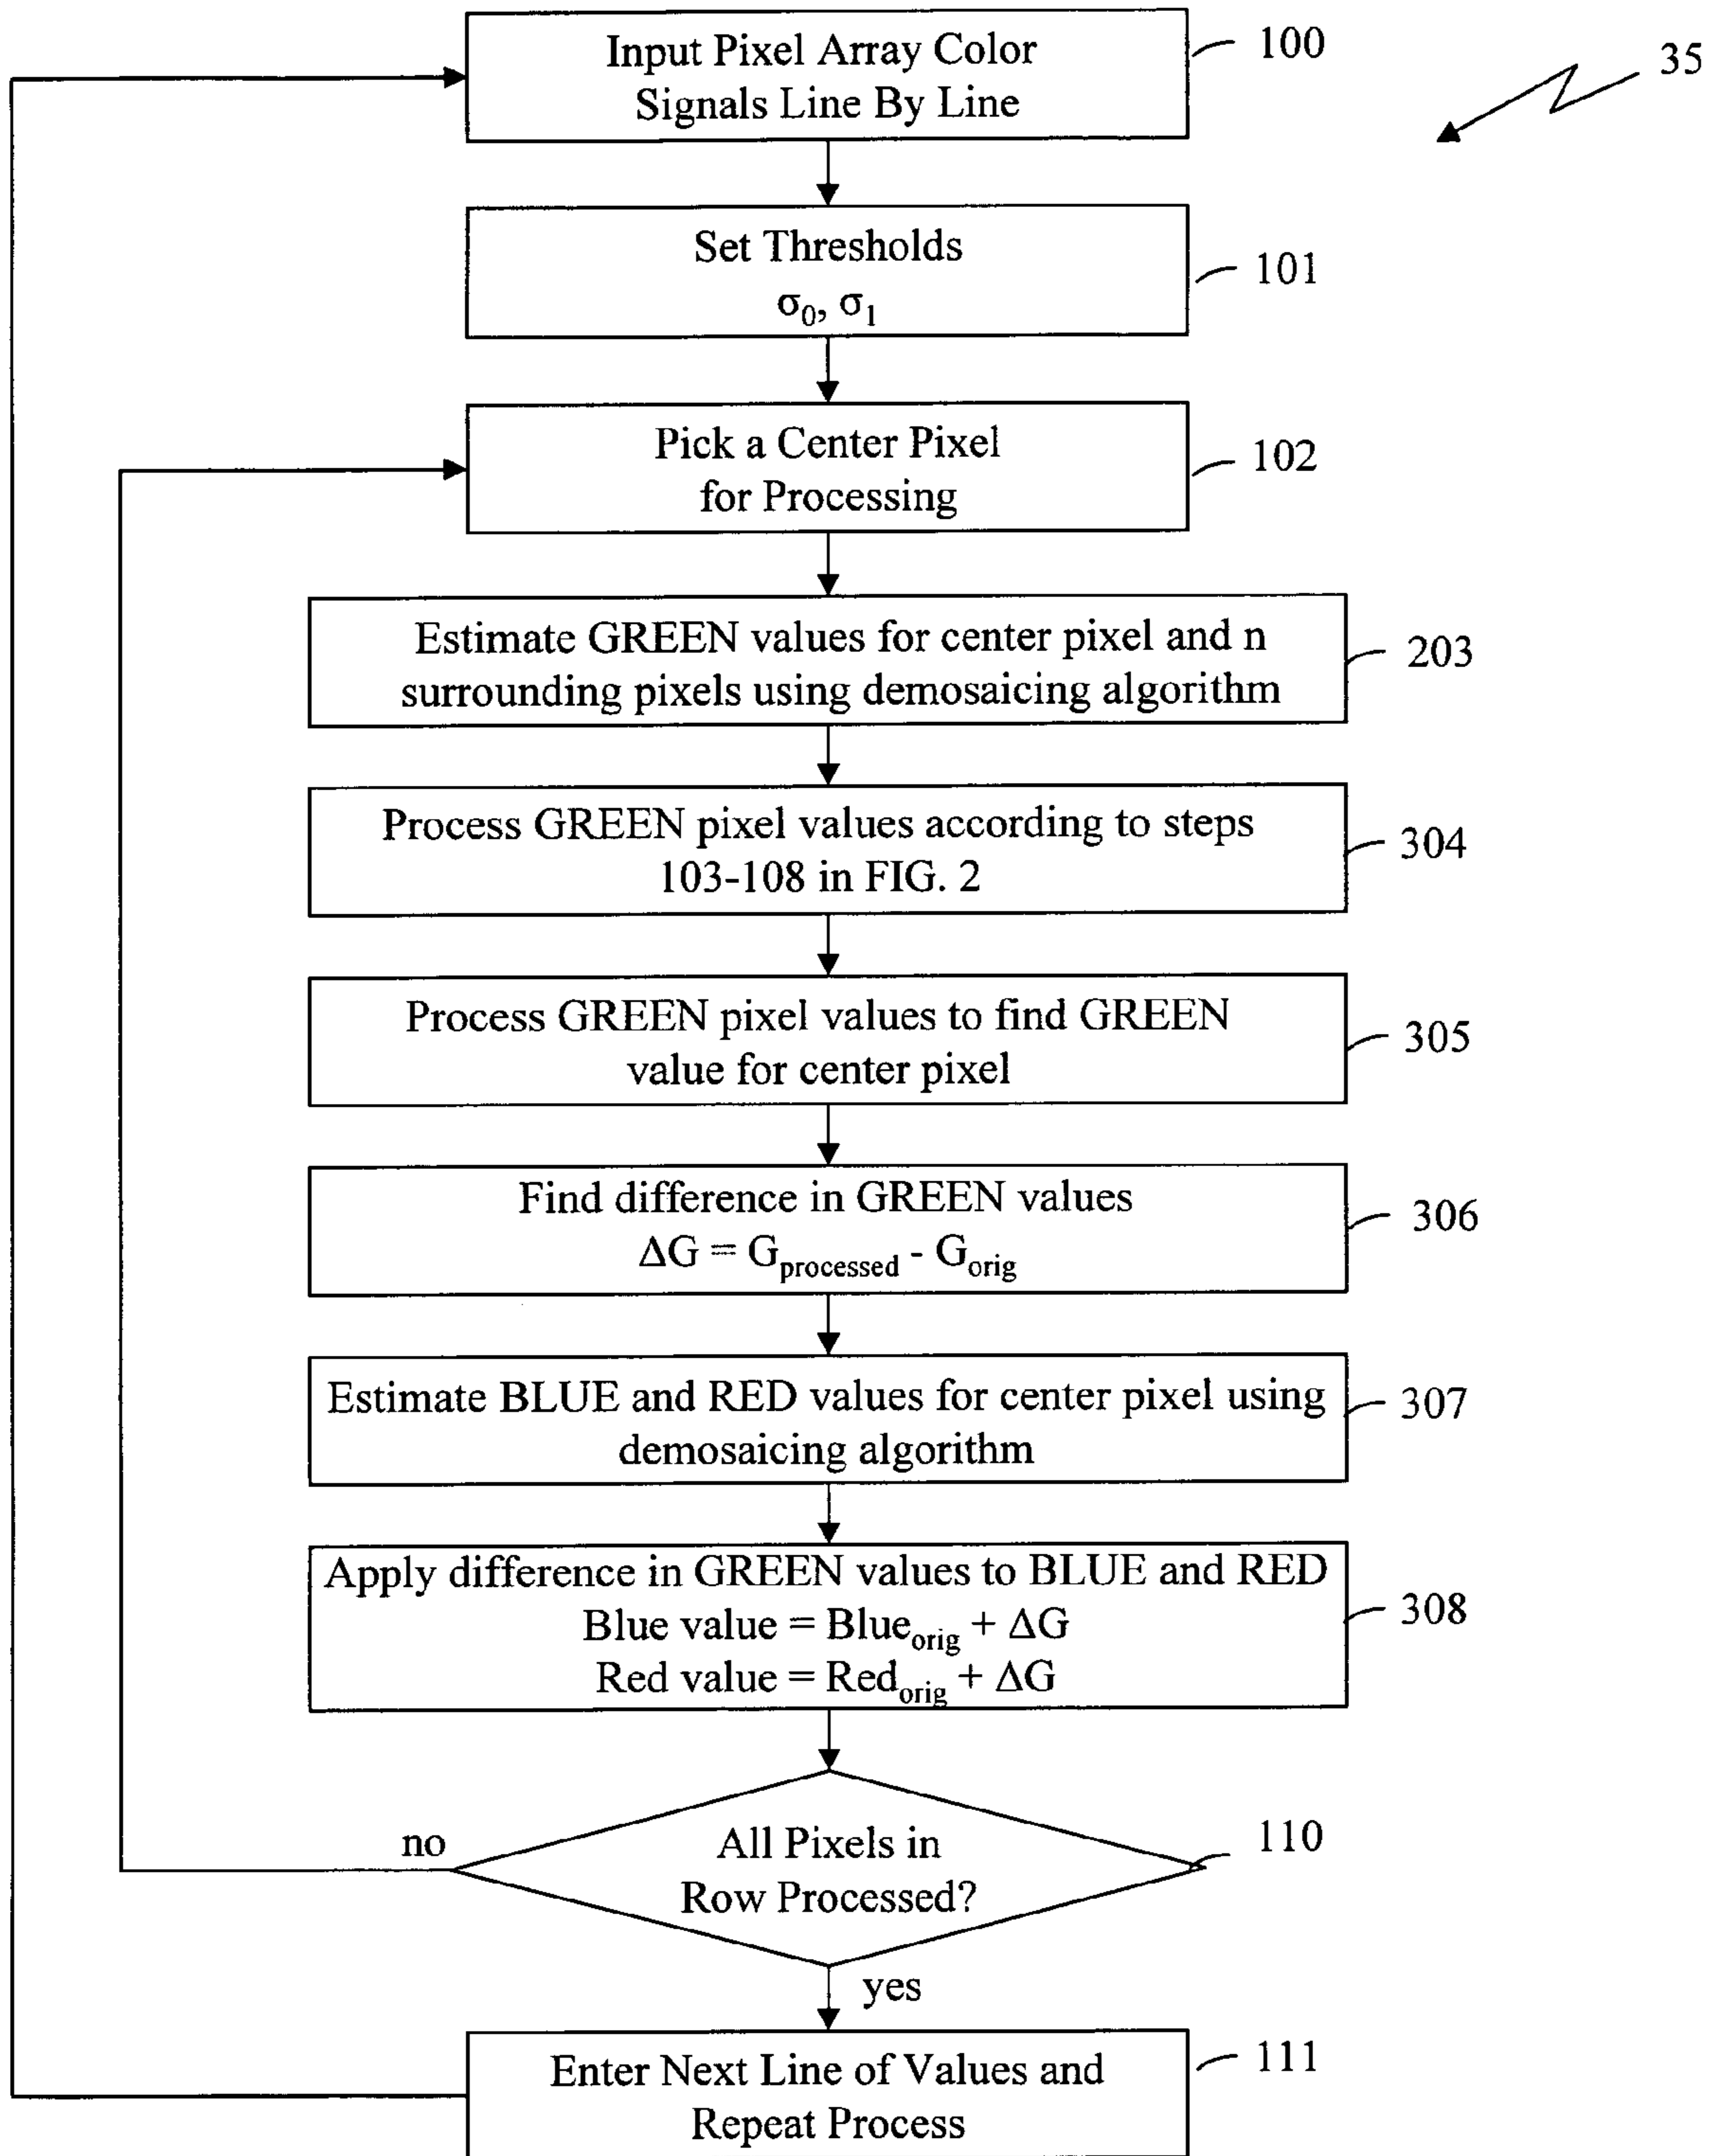 Input Pixel Array Color
Signals Line By Line
100
35
Set Thresholds
σ0, σ1
101
Pick a Center Pixel
for Processing
102
Estimate GREEN values for center pixel and n
surrounding pixels using demosaicing algorithm
203
Process GREEN pixel values according to steps
103-108 in FIG. 2
304
Process GREEN pixel values to find GREEN
value for center pixel
305
Find difference in GREEN values
ΔG = Gprocessed - Gorig
306
Estimate BLUE and RED values for center pixel using
demosaicing algorithm
307
Apply difference in GREEN values to BLUE and RED
Blue value = Blueorig + ΔG
Red value = Redorig + ΔG
308
no
All Pixels in
Row Processed?
110
yes
Enter Next Line of Values and
Repeat Process
111